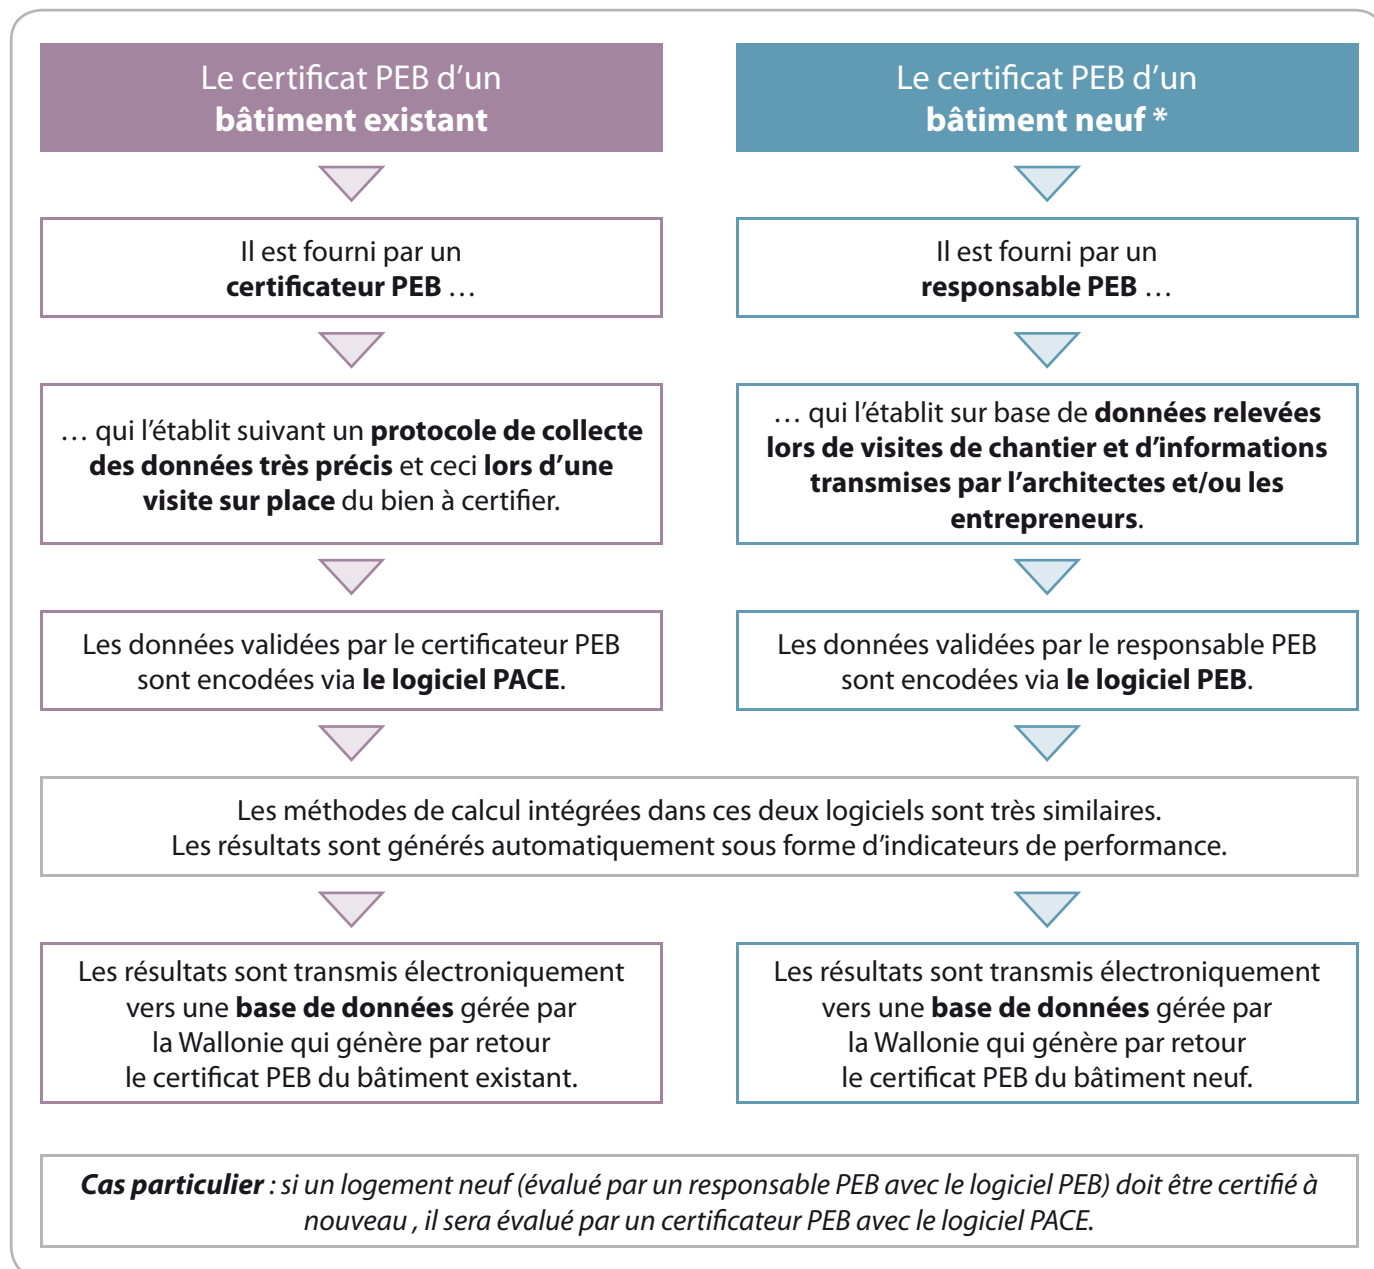 Le certificat PEB d’un
bâtiment existant
Il est fourni par un
certificateur PEB …
… qui l’établit suivant un protocole de collecte
des données très précis et ceci lors d’une
visite sur place du bien à certifier.
Les données validées par le certificateur PEB
sont encodées via le logiciel PACE.
Le certificat PEB d’un
bâtiment neuf *
Il est fourni par un
responsable PEB …
… qui l’établit sur base de données relevées
lors de visites de chantier et d’informations
transmises par l’architectes et/ou les
entrepreneurs.
Les données validées par le responsable PEB
sont encodées via le logiciel PEB.
Les méthodes de calcul intégrées dans ces deux logiciels sont très similaires.
Les résultats sont générés automatiquement sous forme d’indicateurs de performance.
Les résultats sont transmis électroniquement
vers une base de données gérée par
la Wallonie qui génère par retour
le certificat PEB du bâtiment existant.
Les résultats sont transmis électroniquement
vers une base de données gérée par
la Wallonie qui génère par retour
le certificat PEB du bâtiment neuf.
Cas particulier : si un logement neuf (évalué par un responsable PEB avec le logiciel PEB) doit être certifié à
nouveau , il sera évalué par un certificateur PEB avec le logiciel PACE.